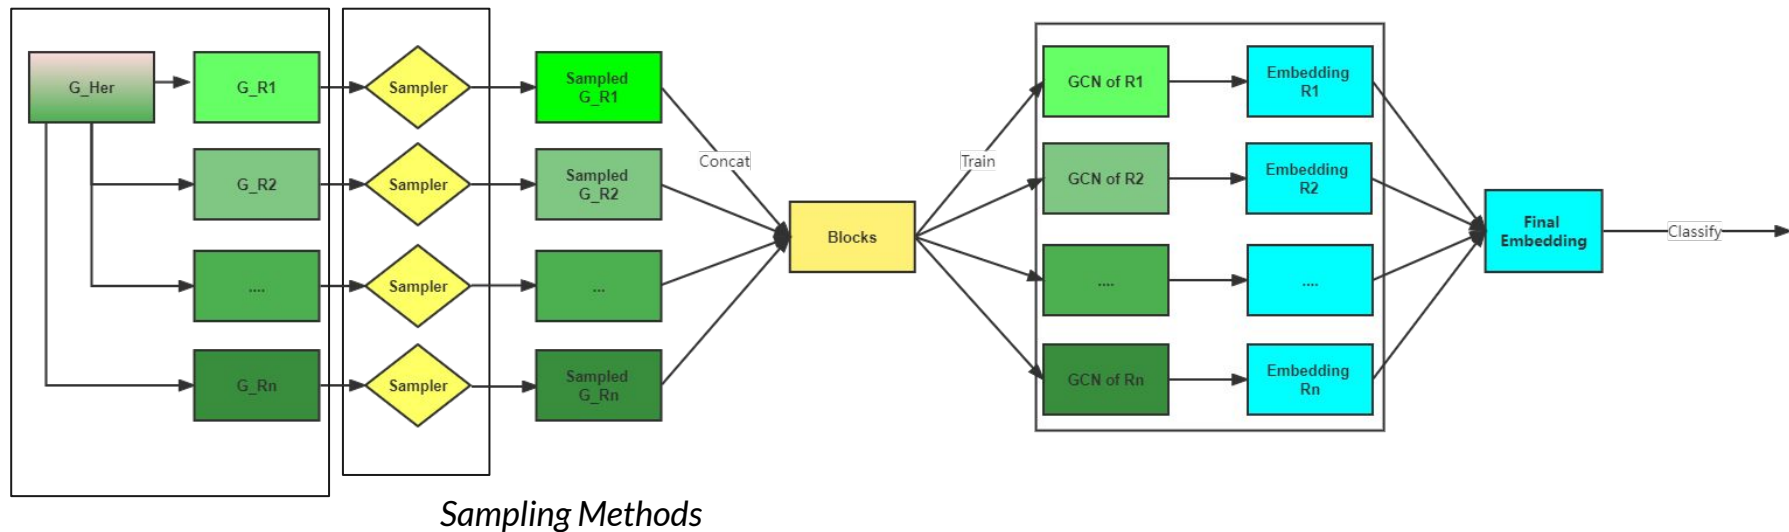 G_Her
G_R1
Sampler
Sampled
G_R1
G_R2
Sampler
Sampled
G_R2
....
Sampler
...
G_Rn
Sampler
Sampled
G_Rn
Concat
Blocks
Train
GCN of R1
Embedding
R1
GCN of R2
Embedding
R2
....
....
GCN of Rn
Embedding
Rn
Final
Embedding
Classify
Sampling Methods